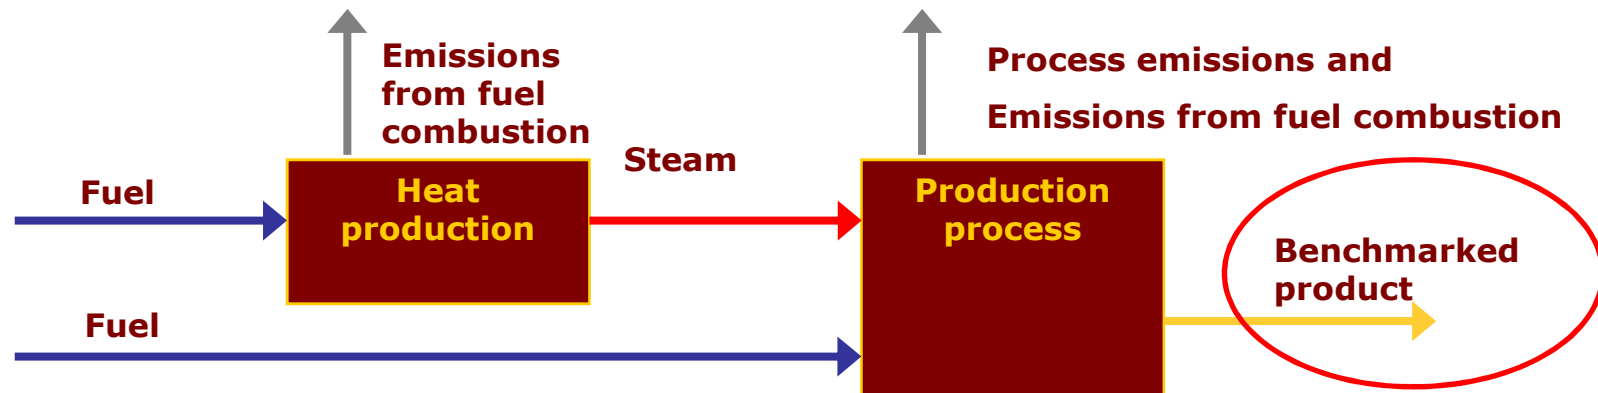 Emissions
from fuel
combustion
Process emissions and
Emissions from fuel combustion
Steam
Fuel
Heat
production
Production
process
Benchmarked
product
Fuel